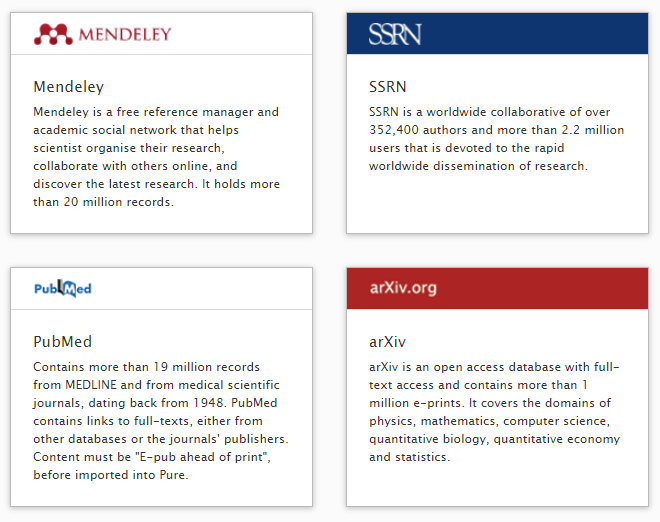 MENDELEY
Mendeley
Mendeley is a free reference manager and
academic social network that helps
scientist organise their research,
collaborate with others online, and
discover the latest research. It holds more
than 20 million records.
SSRN
SSRN
SSRN is a worldwide collaborative of over
352,400 authors and more than 2.2 million
users that is devoted to the rapid
worldwide dissemination of research.
PubMed
PubMed
Contains more than 19 million records
from MEDLINE and from medical scientific
journals, dating back from 1948. PubMed
contains links to full-texts, either from
other databases or the journals' publishers.
Content must be "E-pub ahead of print",
before imported into Pure.
arXiv.org
arXiv
arXiv is an open access database with full-
text access and contains more than 1
million e-prints. It covers the domains of
physics, mathematics, computer science,
quantitative biology, quantitative economy
and statistics.